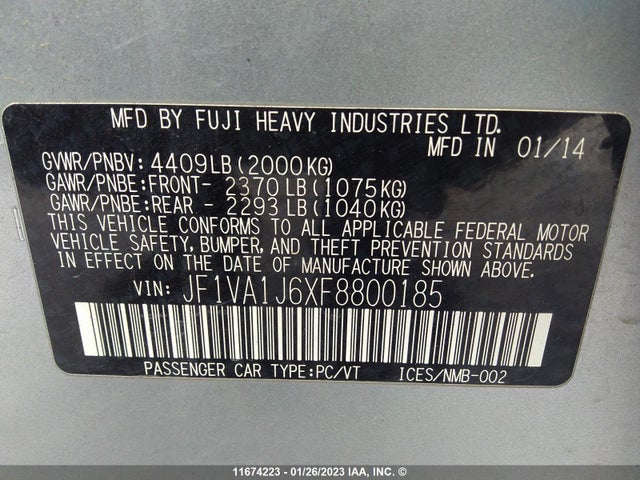 MFD BY FUJI HEAVY INDUSTRIES LTD.
MFD IN 01/14
GVWR/PNBV: 4409LB(2000KG)
GAWR/PNBE:FRONT- 2370LB(1075KG)
GAWR/PNBE:REAR - 2293LB(1040KG)
THIS VEHICLE CONFORMS TO ALL APPLICABLE FEDERAL MOTOR
VEHICLE SAFETY, BUMPER, AND THEFT PREVENTION STANDARDS
IN EFFECT ON THE DATE OF MANUFACTURE SHOWN ABOVE.
VIN: JF1VA1J6XF8800185
PASSENGER CAR TYPE:PC/VT ICES/NMB-002
11674223 - 01/26/2023 IAA, INC. ©